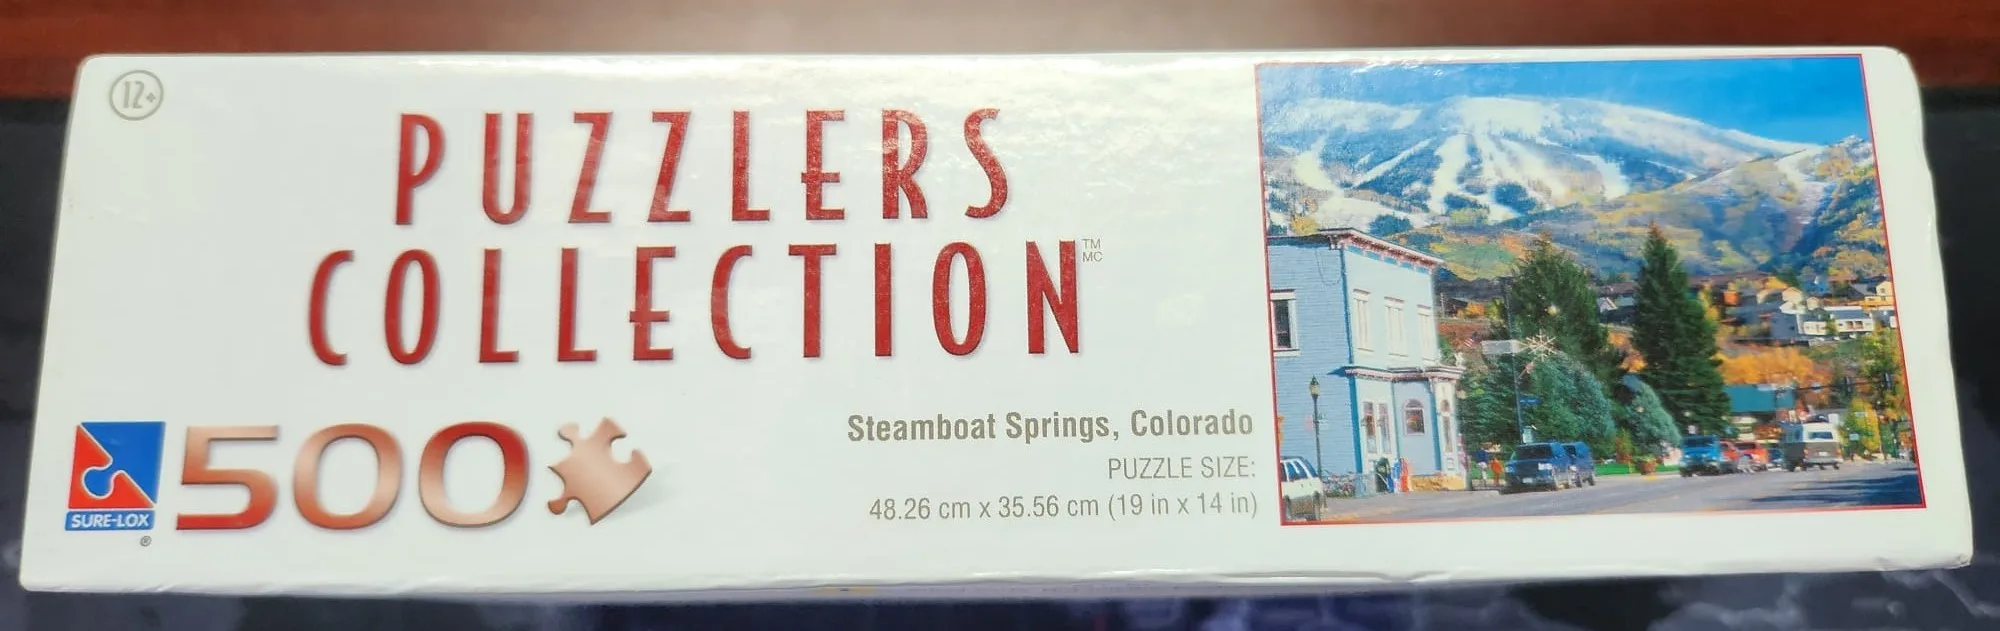 12+
PUZZLERS
COLLECTION
TM
MC
SURE-LOX
®
500
Steamboat Springs, Colorado
PUZZLE SIZE:
48.26 cm x 35.56 cm (19 in x 14 in)